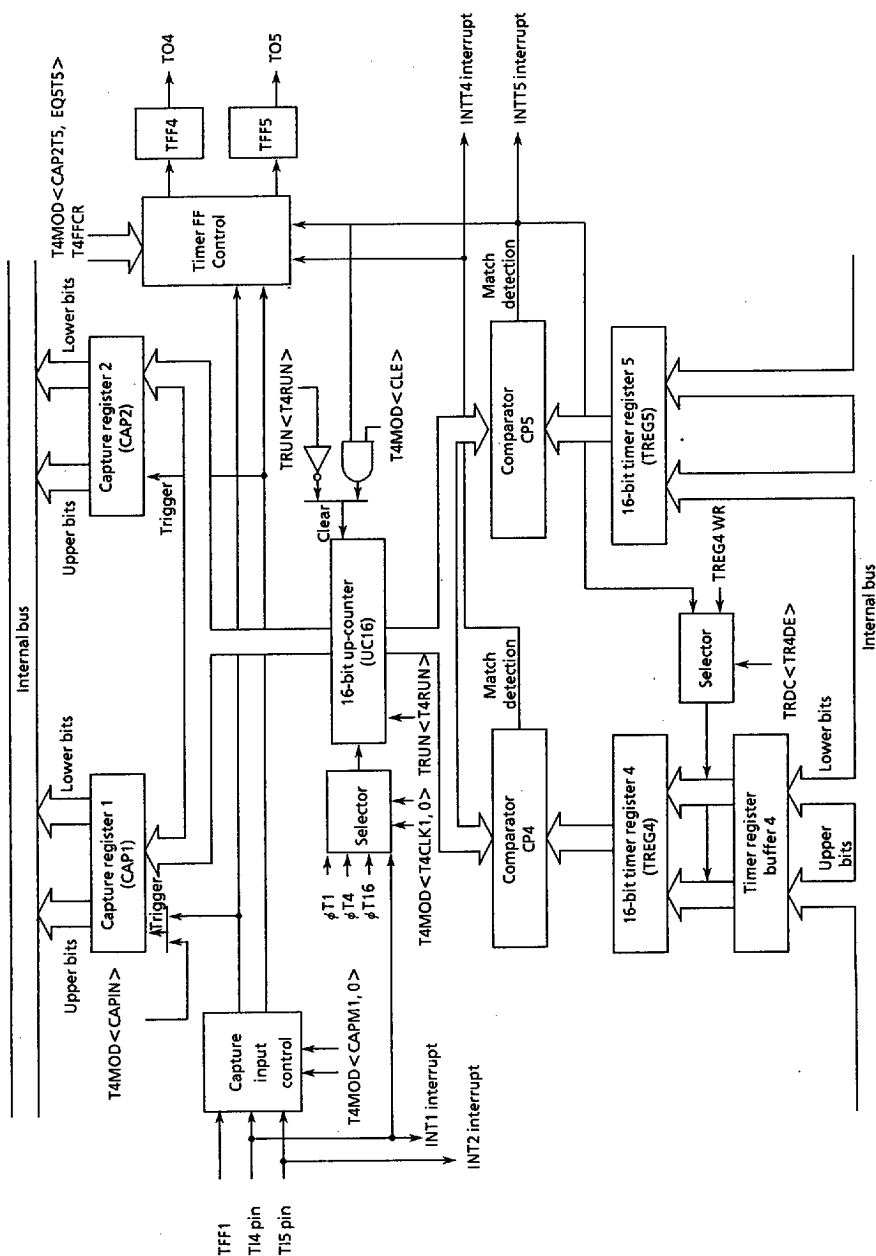 Internal bus
Upper bits
Lower bits
Upper bits
Lower bits
T4MOD<CAP2T5, EQ5T5>
T4FFCR
T4MOD<CAPIN>
Capture register 1
(CAP1)
Trigger
Capture register 2
(CAP2)
Trigger
TFF1
TI4 pin
TI5 pin
Capture
input
control
T4MOD<CAPM1, 0>
INT1 interrupt
INT2 interrupt
Timer FF
Control
TFF4
TO4
TFF5
TO5
TRUN<T4RUN>
T4MOD<CLE>
Clear
16-bit up-counter
(UC16)
ϕT1
ϕT4
ϕT16
Selector
T4MOD<T4CLK1, 0>
TRUN<T4RUN>
INTT4 interrupt
INTT5 interrupt
Comparator
CP4
Match
detection
Comparator
CP5
Match
detection
16-bit timer register 4
(TREG4)
16-bit timer register 5
(TREG5)
Timer register
buffer 4
Selector
TREG4 WR
TRDC<TR4DE>
Upper
bits
Lower bits
Internal bus